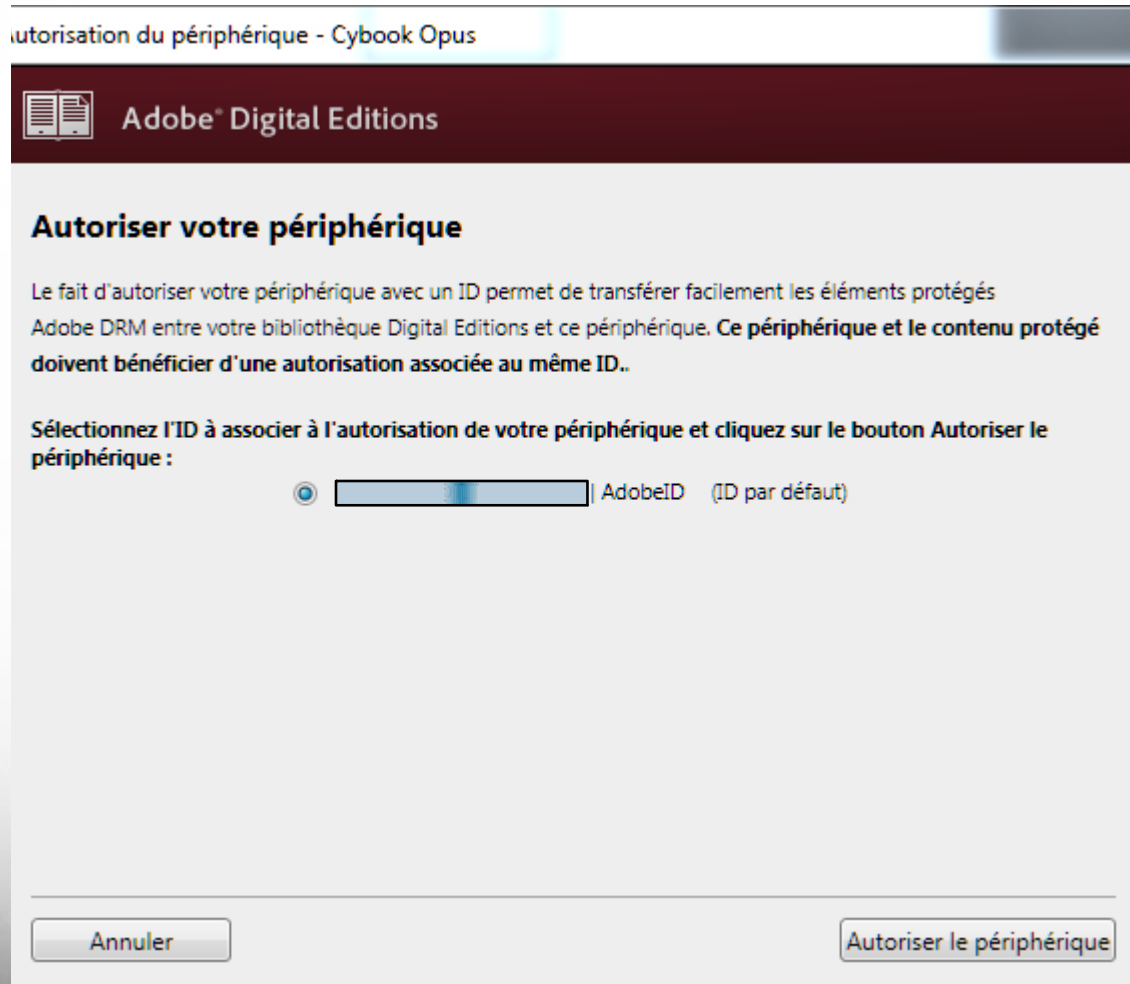 utorisation du périphérique - Cybook Opus
Adobe® Digital Editions
Autoriser votre périphérique
Le fait d'autoriser votre périphérique avec un ID permet de transférer facilement les éléments protégés
Adobe DRM entre votre bibliothèque Digital Editions et ce périphérique. Ce périphérique et le contenu protégé
doivent bénéficier d'une autorisation associée au même ID..
Sélectionnez l'ID à associer à l'autorisation de votre périphérique et cliquez sur le bouton Autoriser le
périphérique :
| AdobeID (ID par défaut)
Annuler
Autoriser le périphérique